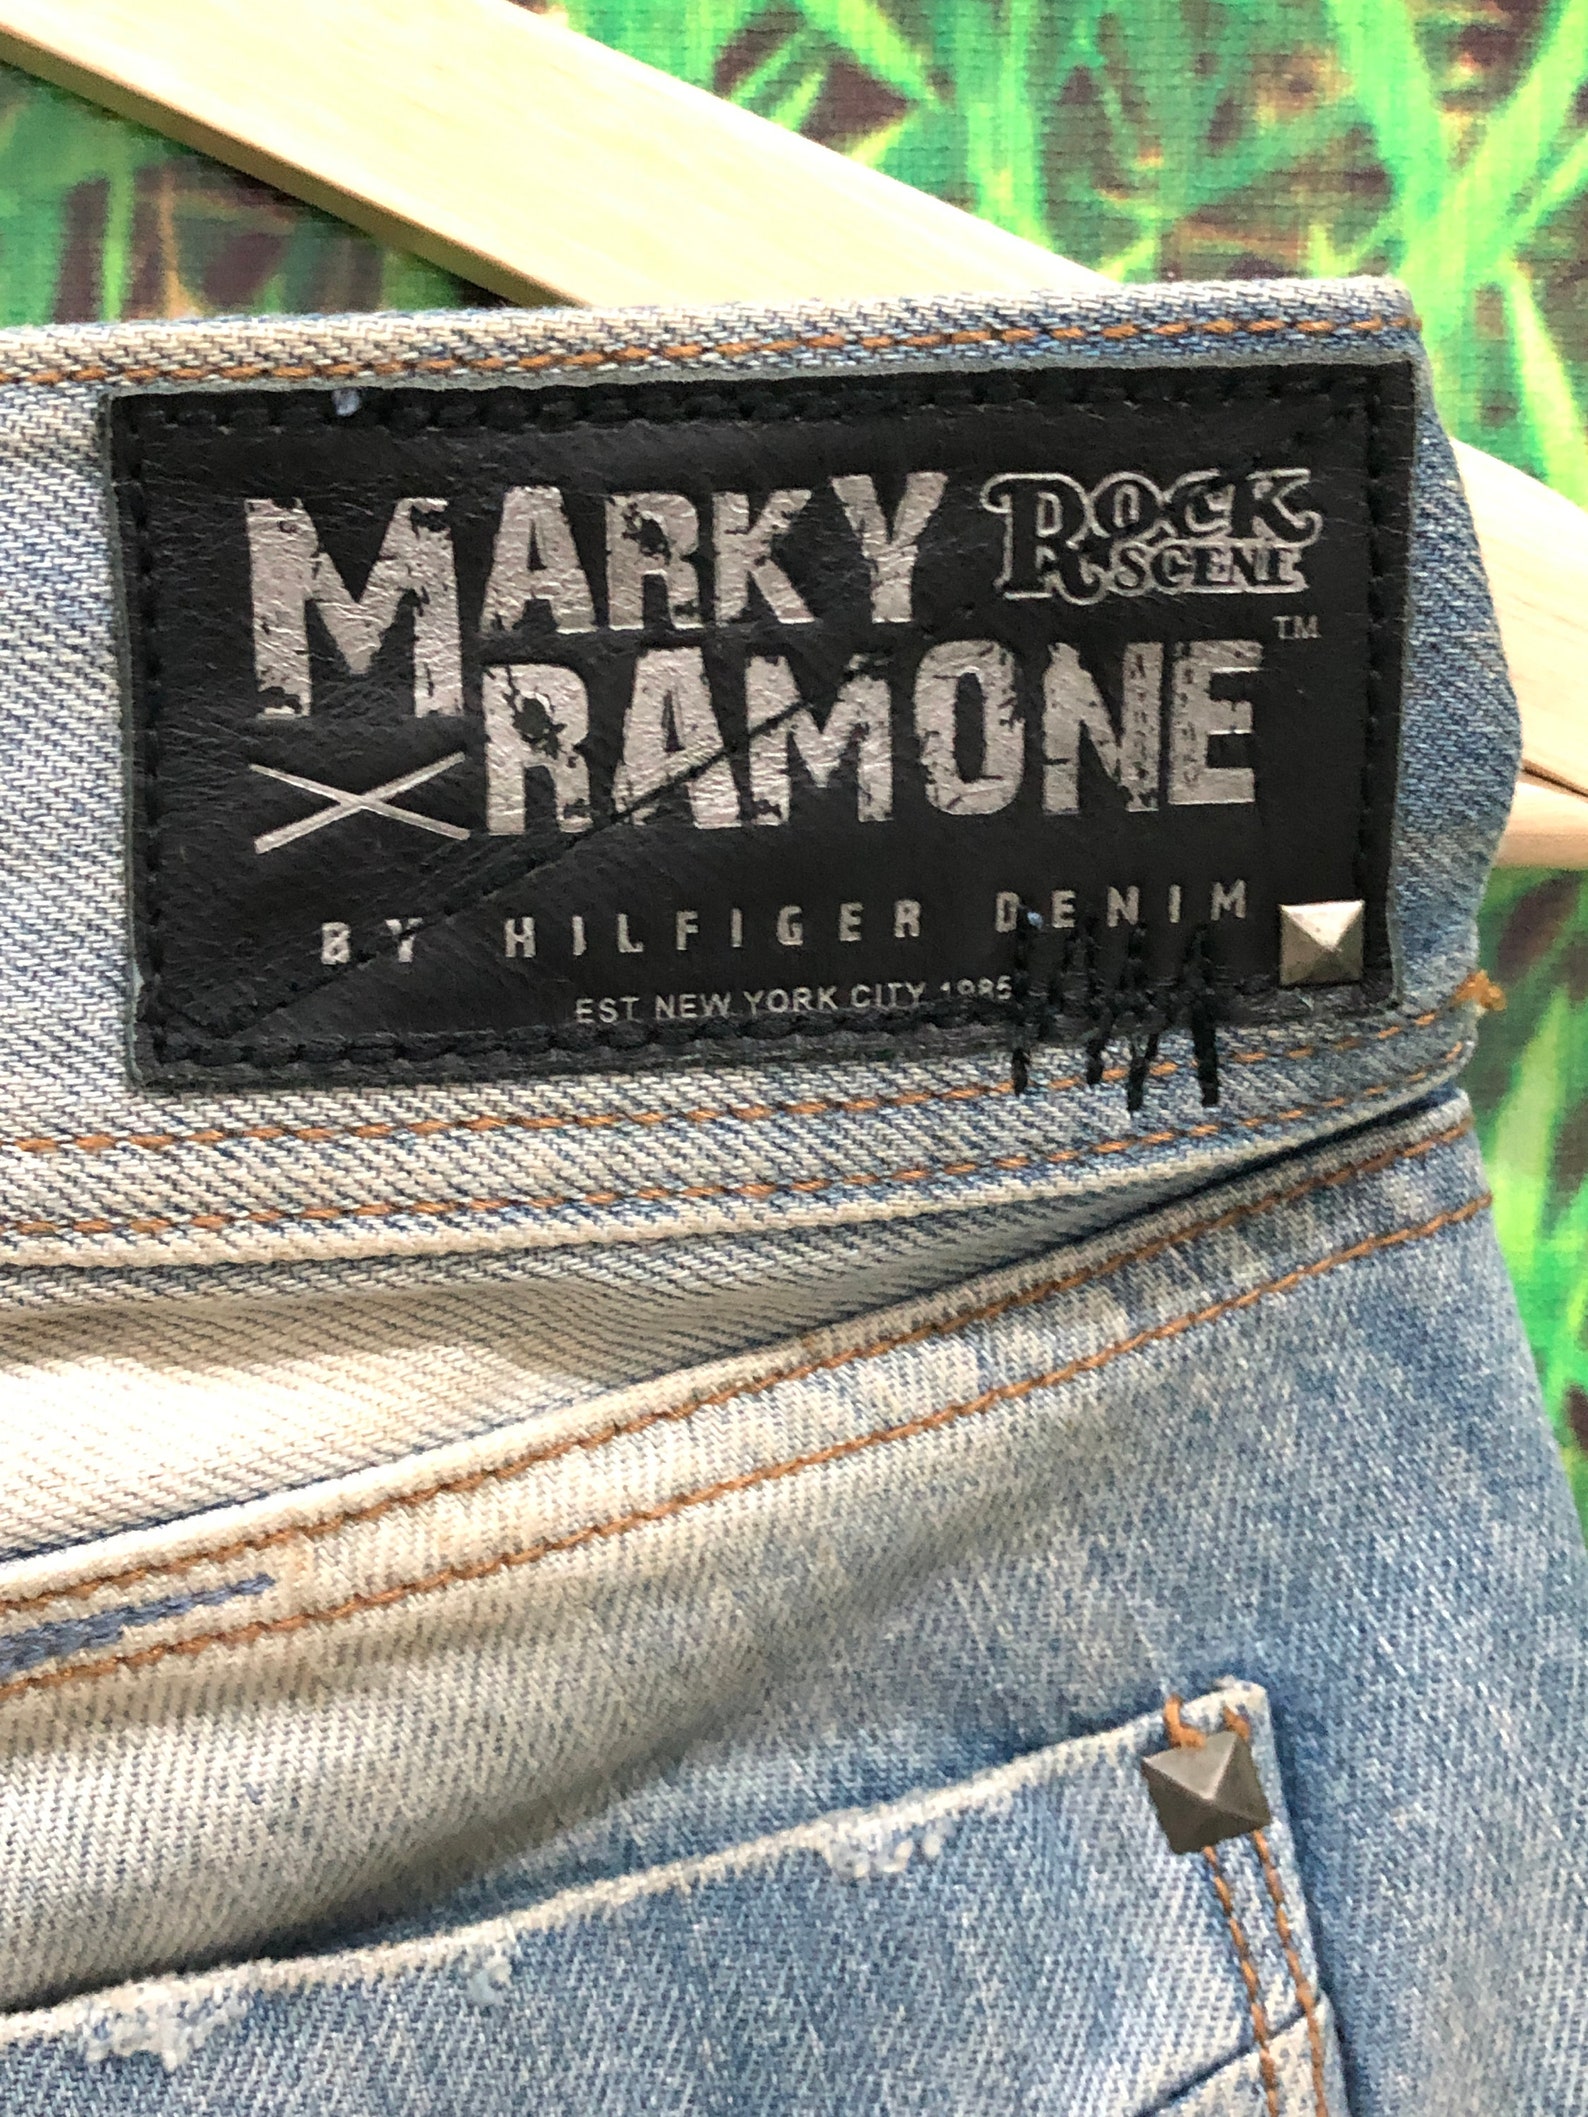 MARKY ROCK
SCENE
RAMONE ™
BY HILFIGER DENIM
EST NEW YORK CITY 1985